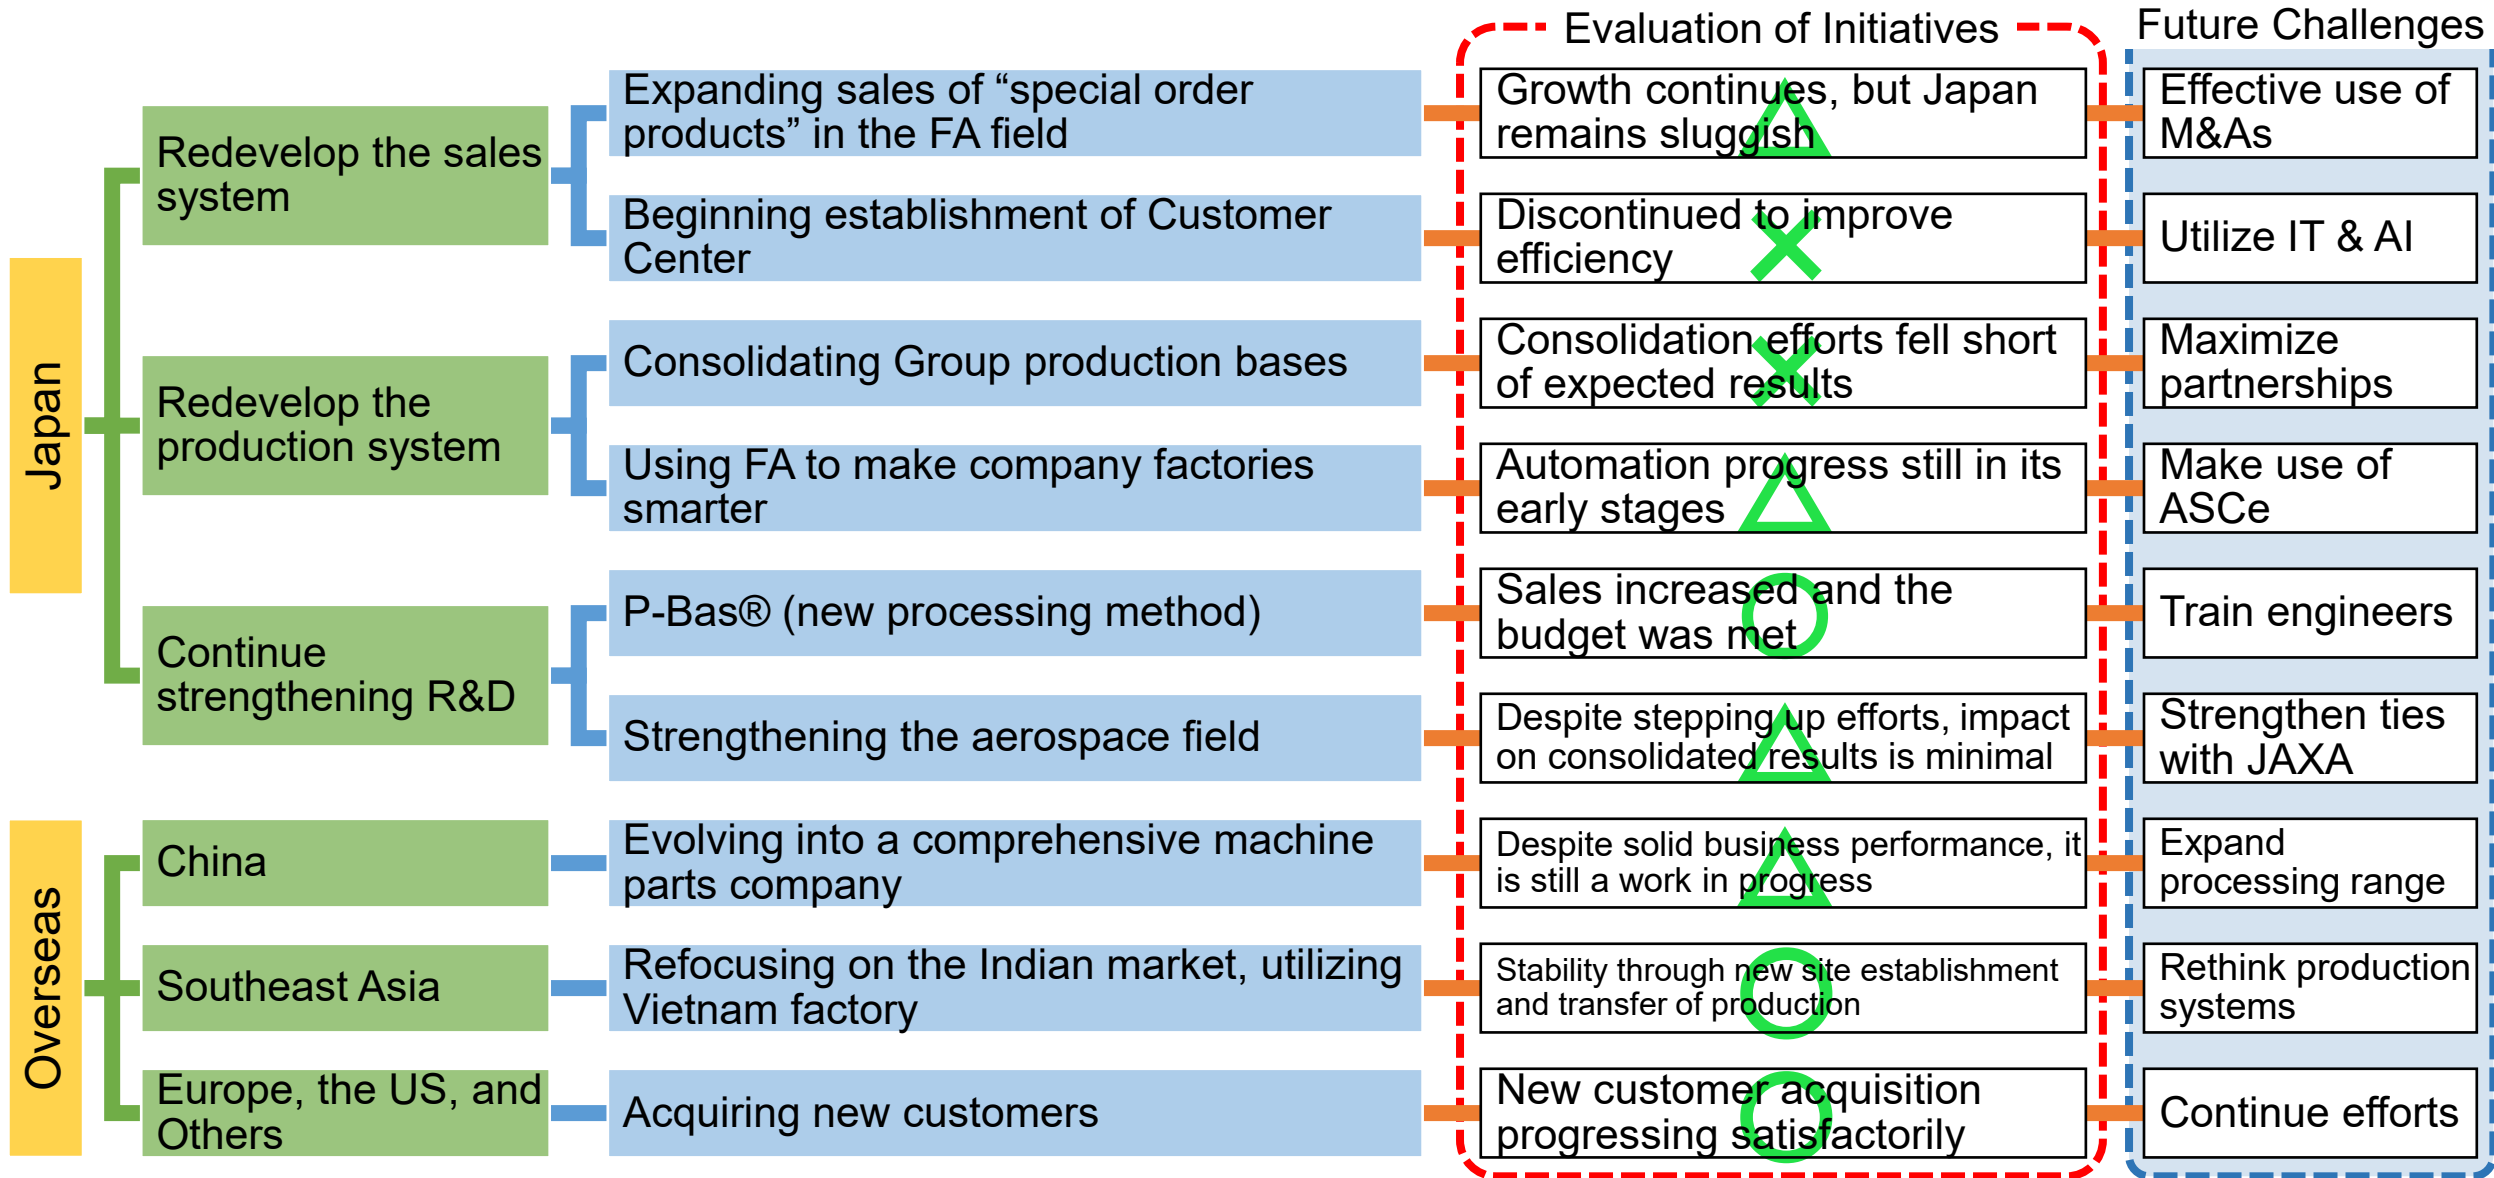 Evaluation of Initiatives
Future Challenges
Japan
Redevelop the sales
system
Expanding sales of “special order
products” in the FA field
Growth continues, but Japan
remains sluggish
Effective use of
M&As
Beginning establishment of Customer
Center
Discontinued to improve
efficiency
Utilize IT & AI
Redevelop the
production system
Consolidating Group production bases
Consolidation efforts fell short
of expected results
Maximize
partnerships
Using FA to make company factories
smarter
Automation progress still in its
early stages
Make use of
ASCe
Continue
strengthening R&D
P-Bas® (new processing method)
Sales increased and the
budget was met
Train engineers
Strengthening the aerospace field
Despite stepping up efforts, impact
on consolidated results is minimal
Strengthen ties
with JAXA
Overseas
China
Evolving into a comprehensive machine
parts company
Despite solid business performance, it
is still a work in progress
Expand
processing range
Southeast Asia
Refocusing on the Indian market, utilizing
Vietnam factory
Stability through new site establishment
and transfer of production
Rethink production
systems
Europe, the US, and
Others
Acquiring new customers
New customer acquisition
progressing satisfactorily
Continue efforts